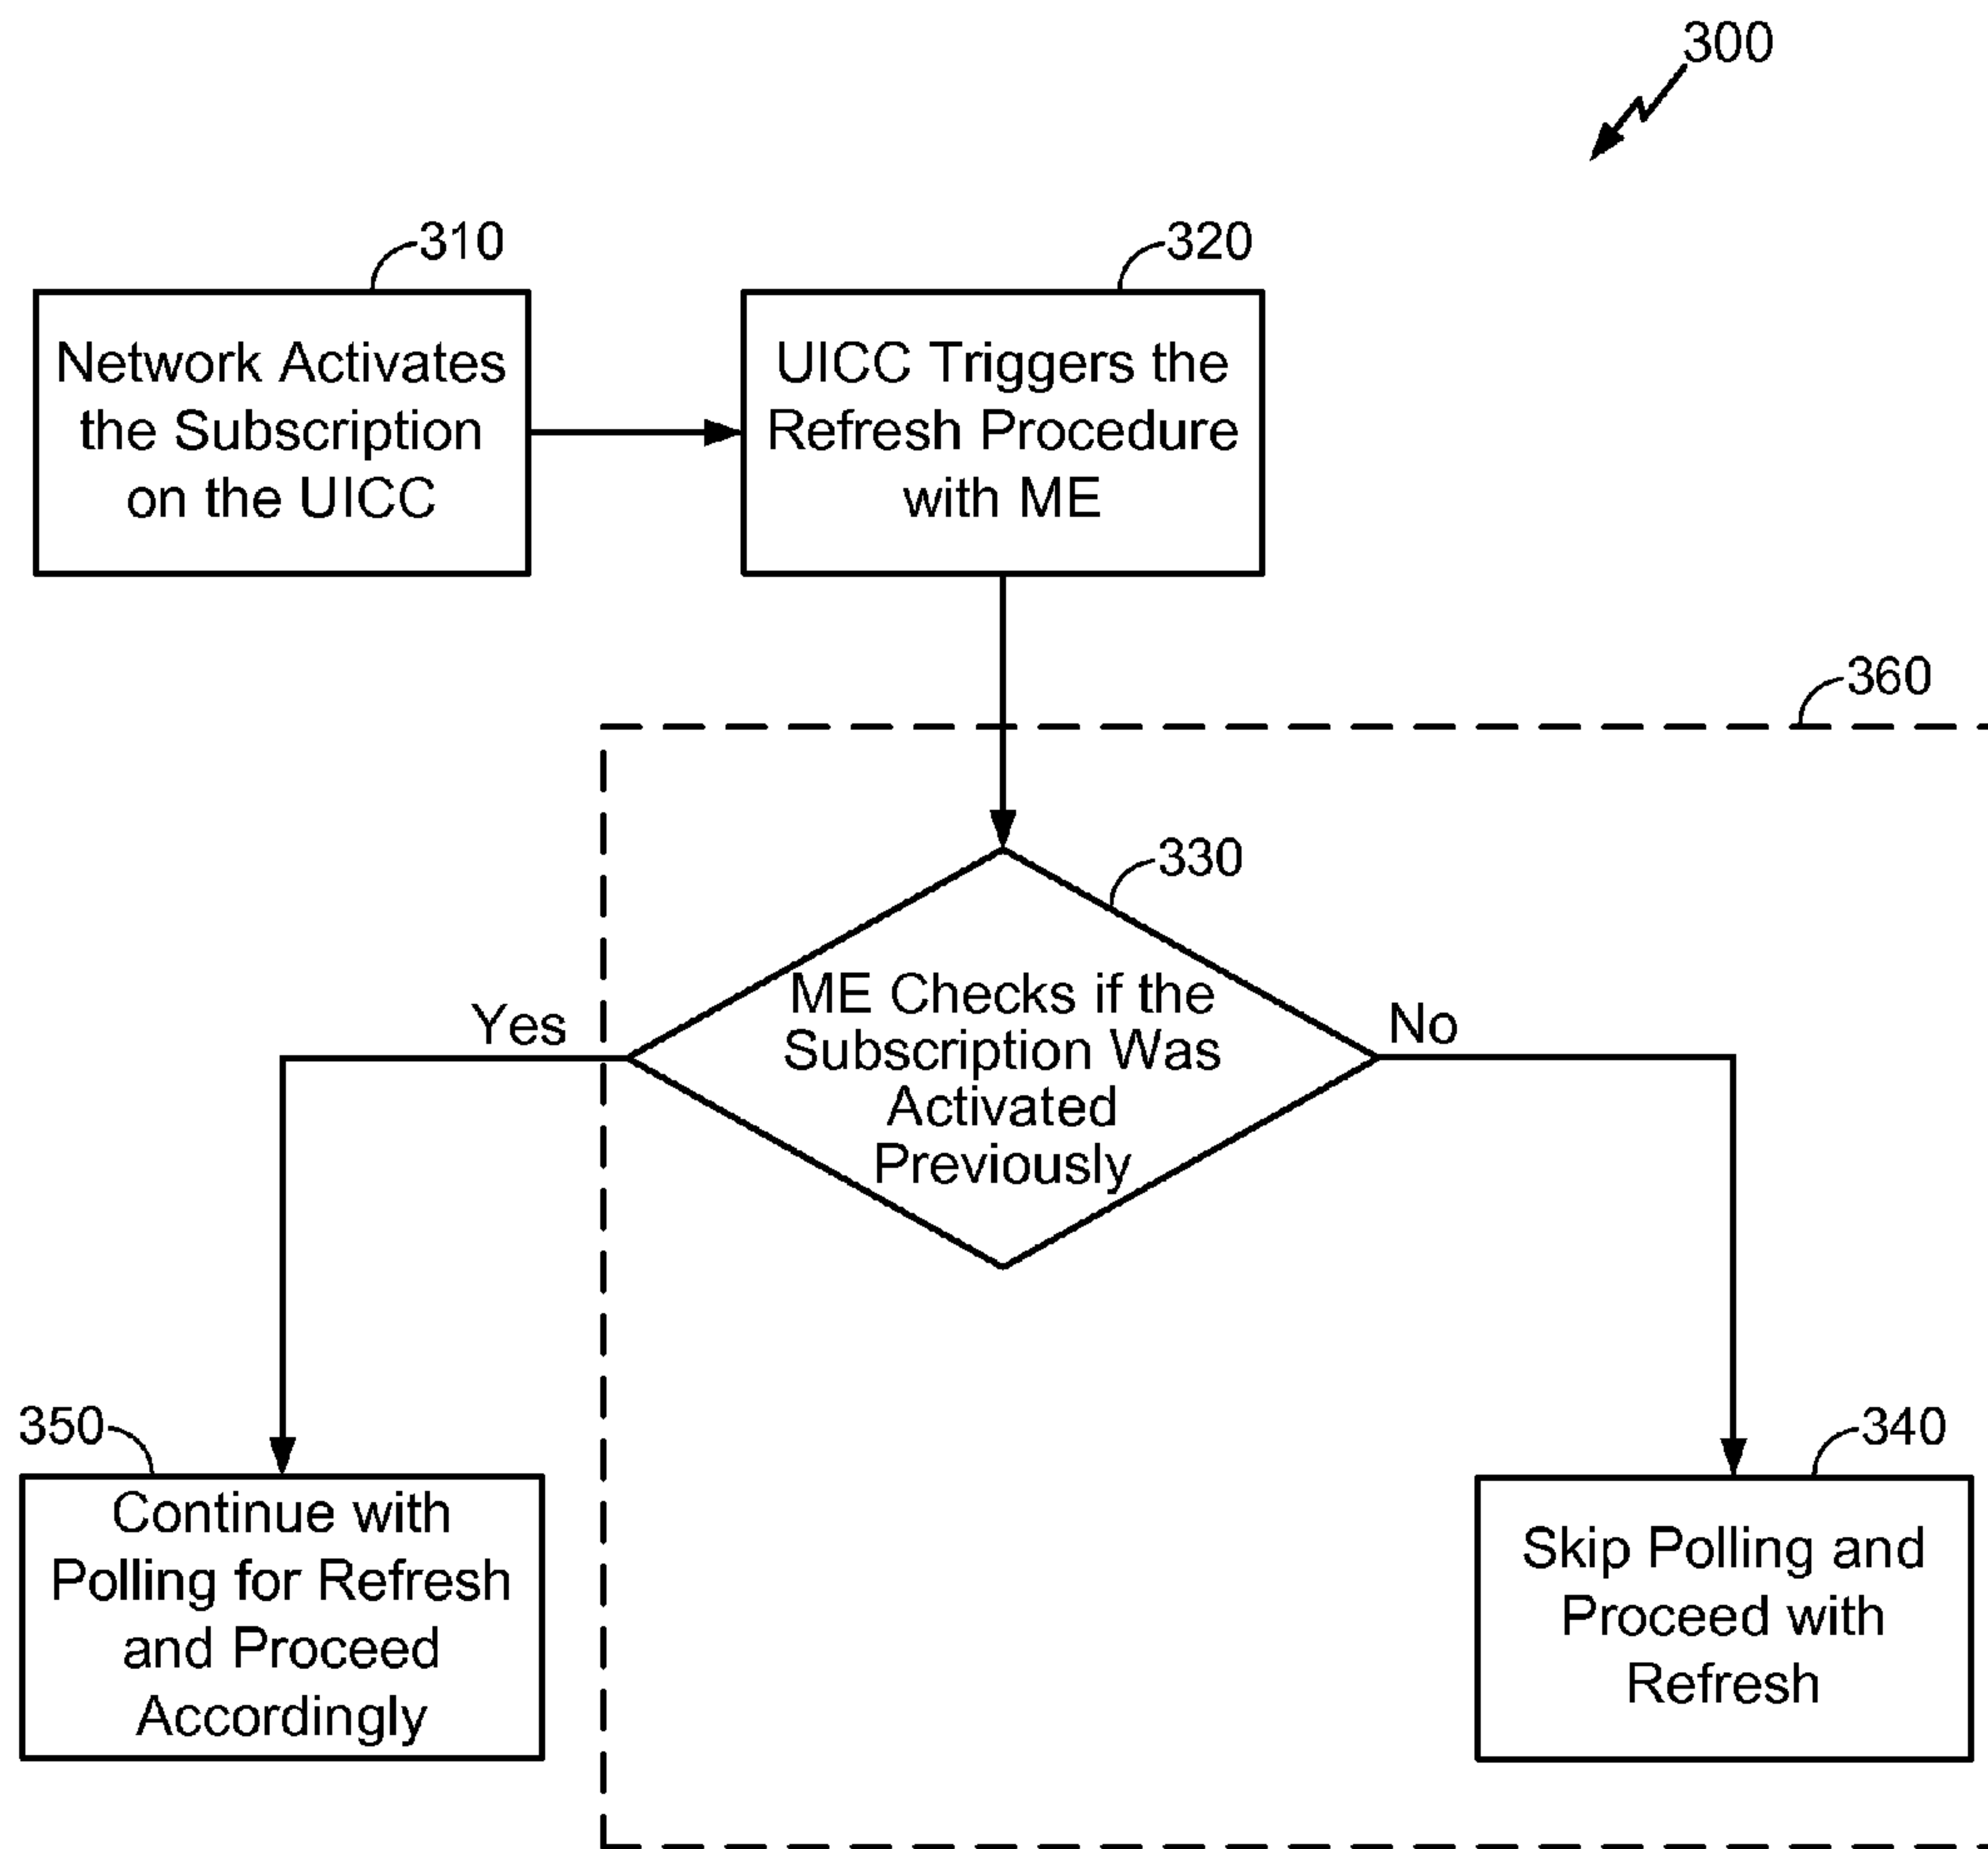 300
310
320
Network Activates
the Subscription
on the UICC
UICC Triggers the
Refresh Procedure
with ME
360
330
ME Checks if the
Subscription Was
Activated
Previously
Yes
No
350
340
Continue with
Polling for Refresh
and Proceed
Accordingly
Skip Polling and
Proceed with
Refresh